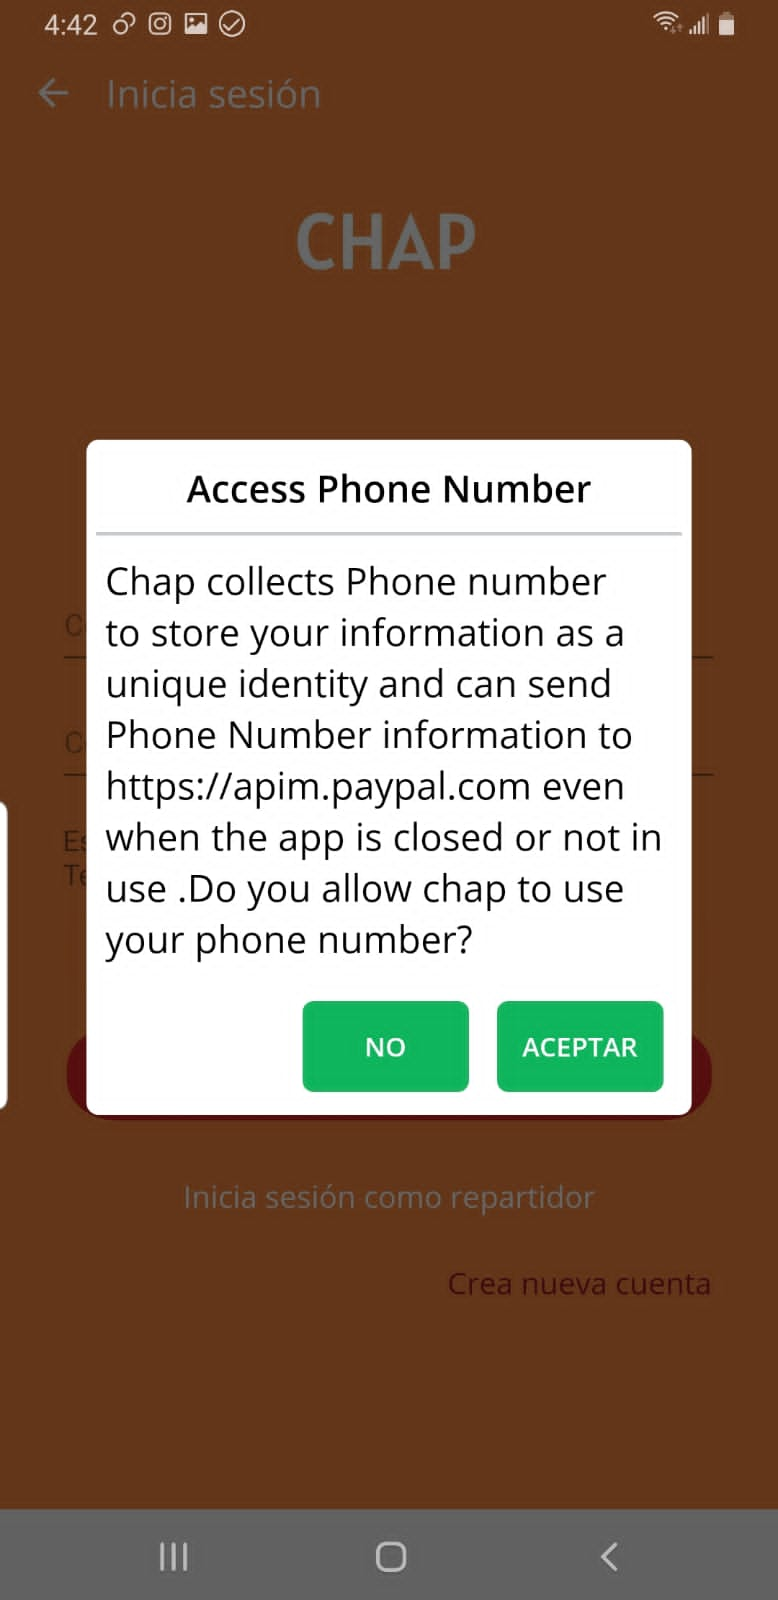 4:42
Inicia sesión
CHAP
Access Phone Number
Chap collects Phone number
to store your information as a
unique identity and can send
Phone Number information to
https://apim.paypal.com even
when the app is closed or not in
use .Do you allow chap to use
your phone number?
NO
ACEPTAR
Inicia sesión como repartidor
Crea nueva cuenta